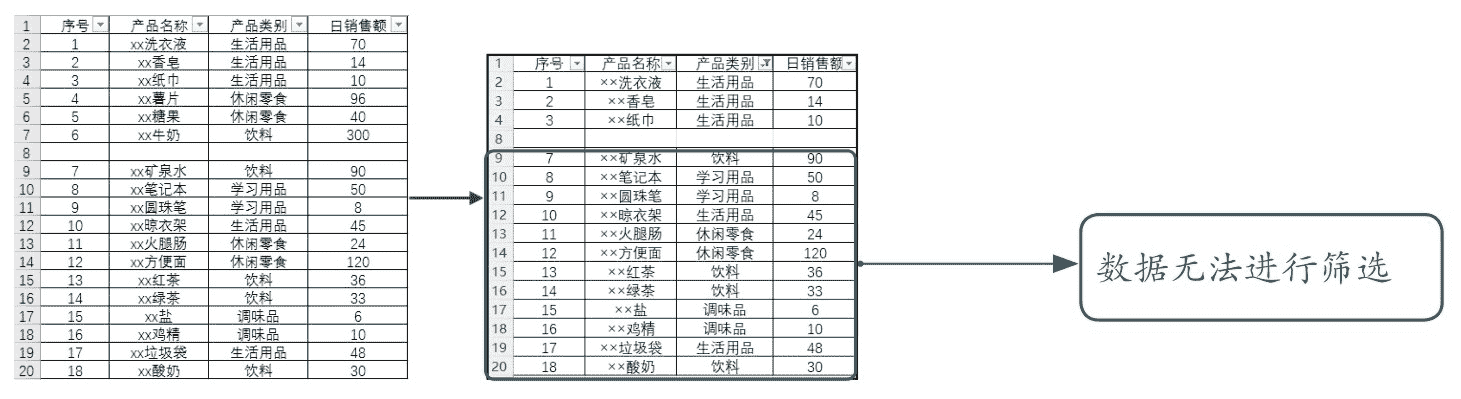 1 序号 产品名称 产品类别 日销售额
2 1 xx洗衣液 生活用品 70
3 2 xx香皂 生活用品 14
4 3 xx纸巾 生活用品 10
5 4 xx薯片 休闲零食 96
6 5 xx糖果 休闲零食 40
7 6 xx牛奶 饮料 300
8
9 7 xx矿泉水 饮料 90
10 8 xx笔记本 学习用品 50
11 9 xx圆珠笔 学习用品 8
12 10 xx晾衣架 生活用品 45
13 11 xx火腿肠 休闲零食 24
14 12 xx方便面 休闲零食 120
15 13 xx红茶 饮料 36
16 14 xx绿茶 饮料 33
17 15 xx盐 调味品 6
18 16 xx鸡精 调味品 10
19 17 xx垃圾袋 生活用品 48
20 18 xx酸奶 饮料 30
1 序号 产品名称 产品类别 日销售额
2 1 ××洗衣液 生活用品 70
3 2 ××香皂 生活用品 14
4 3 ××纸巾 生活用品 10
8
9 7 ××矿泉水 饮料 90
10 8 ××笔记本 学习用品 50
11 9 ××圆珠笔 学习用品 8
12 10 ××晾衣架 生活用品 45
13 11 ××火腿肠 休闲零食 24
14 12 ××方便面 休闲零食 120
15 13 ××红茶 饮料 36
16 14 ××绿茶 饮料 33
17 15 ××盐 调味品 6
18 16 ××鸡精 调味品 10
19 17 ××垃圾袋 生活用品 48
20 18 ××酸奶 饮料 30
数据无法进行筛选